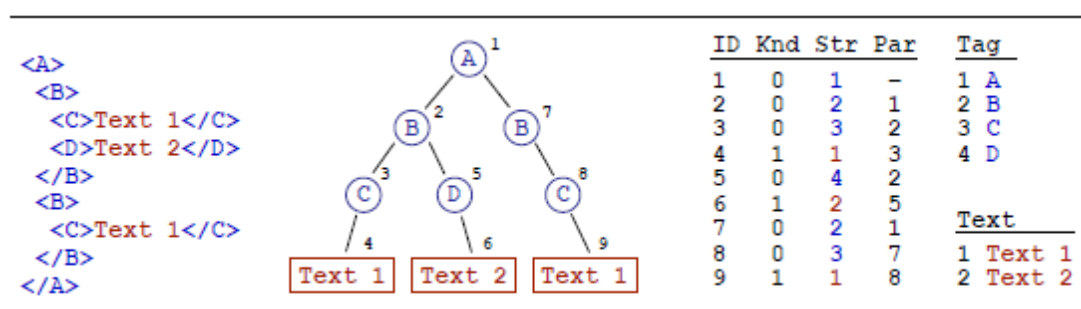 <A>
<B>
<C>Text 1</C>
<D>Text 2</D>
</B>
<B>
<C>Text 1</C>
</B>
</A>
A 1
B 2
B 7
C 3
D 5
C 8
4
6
9
Text 1
Text 2
Text 1
ID Knd Str Par
1 0 1 –
2 0 2 1
3 0 3 2
4 1 1 3
5 0 4 2
6 1 2 5
7 0 2 1
8 0 3 7
9 1 1 8
Tag
1 A
2 B
3 C
4 D
Text
1 Text 1
2 Text 2